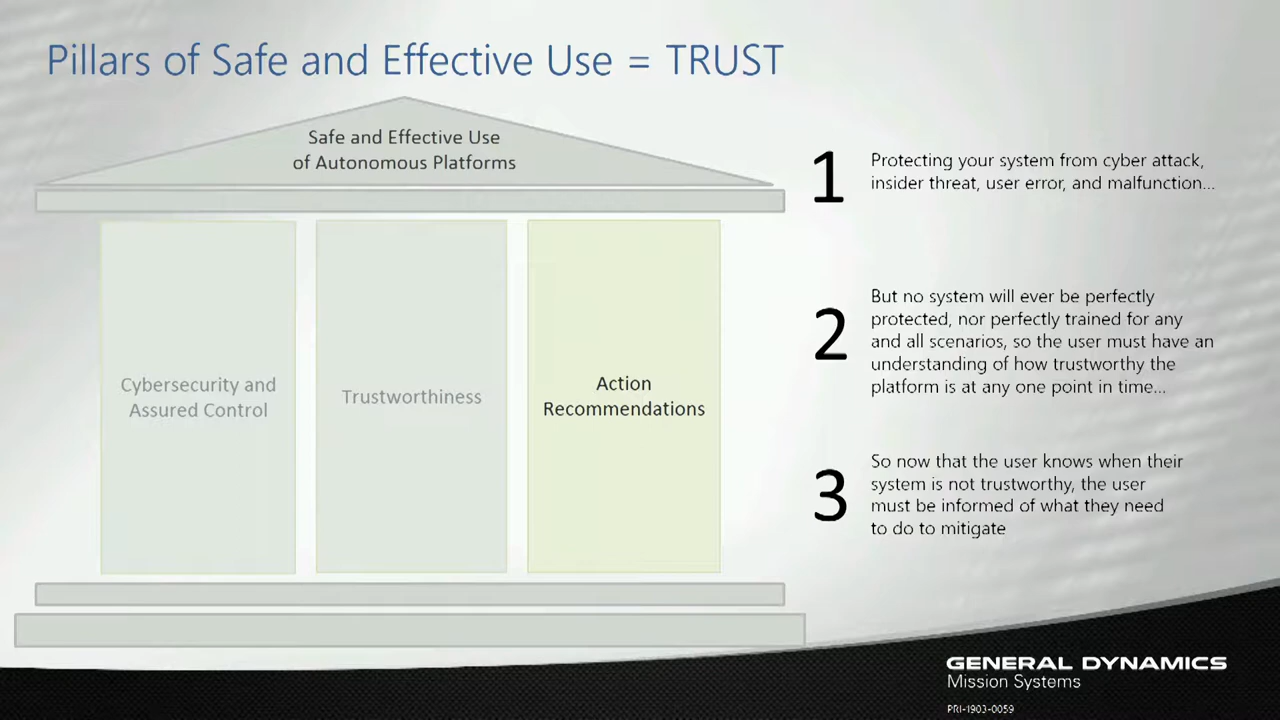 Pillars of Safe and Effective Use = TRUST
Safe and Effective Use
of Autonomous Platforms
Cybersecurity and
Assured Control
Trustworthiness
Action
Recommendations
1
Protecting your system from cyber attack,
insider threat, user error, and malfunction...
2
But no system will ever be perfectly
protected, nor perfectly trained for any
and all scenarios, so the user must have an
understanding of how trustworthy the
platform is at any one point in time...
3
So now that the user knows when their
system is not trustworthy, the user
must be informed of what they need
to do to mitigate
GENERAL DYNAMICS
Mission Systems
PRI-1903-0059